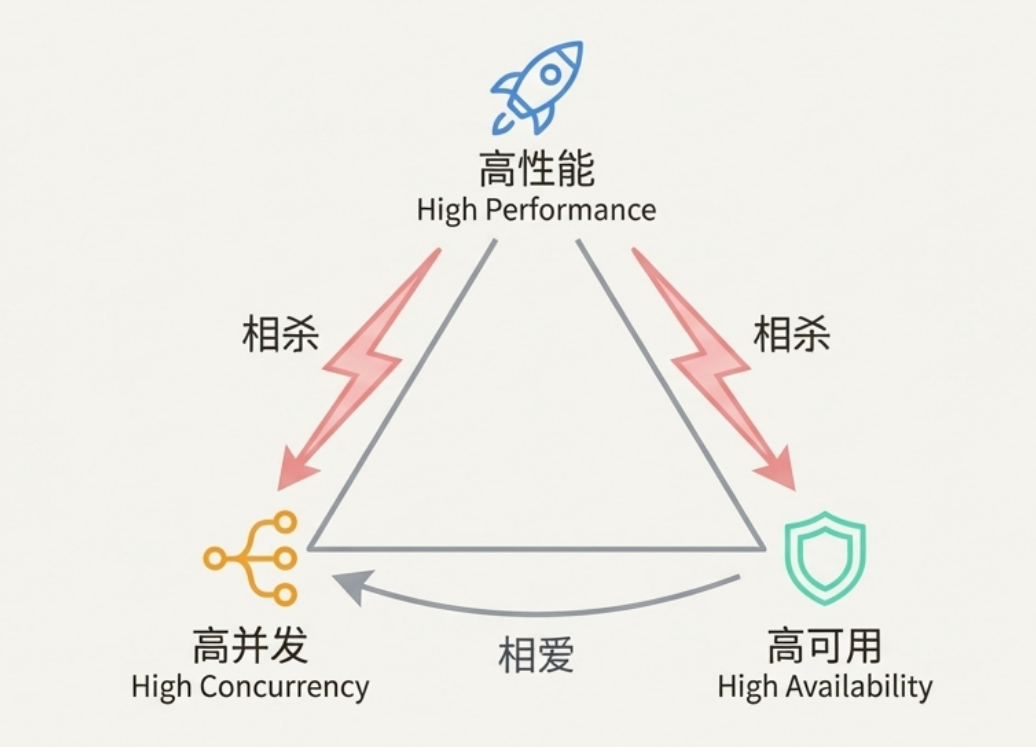 高性能
High Performance
相杀
相杀
高并发
High Concurrency
相爱
高可用
High Availability